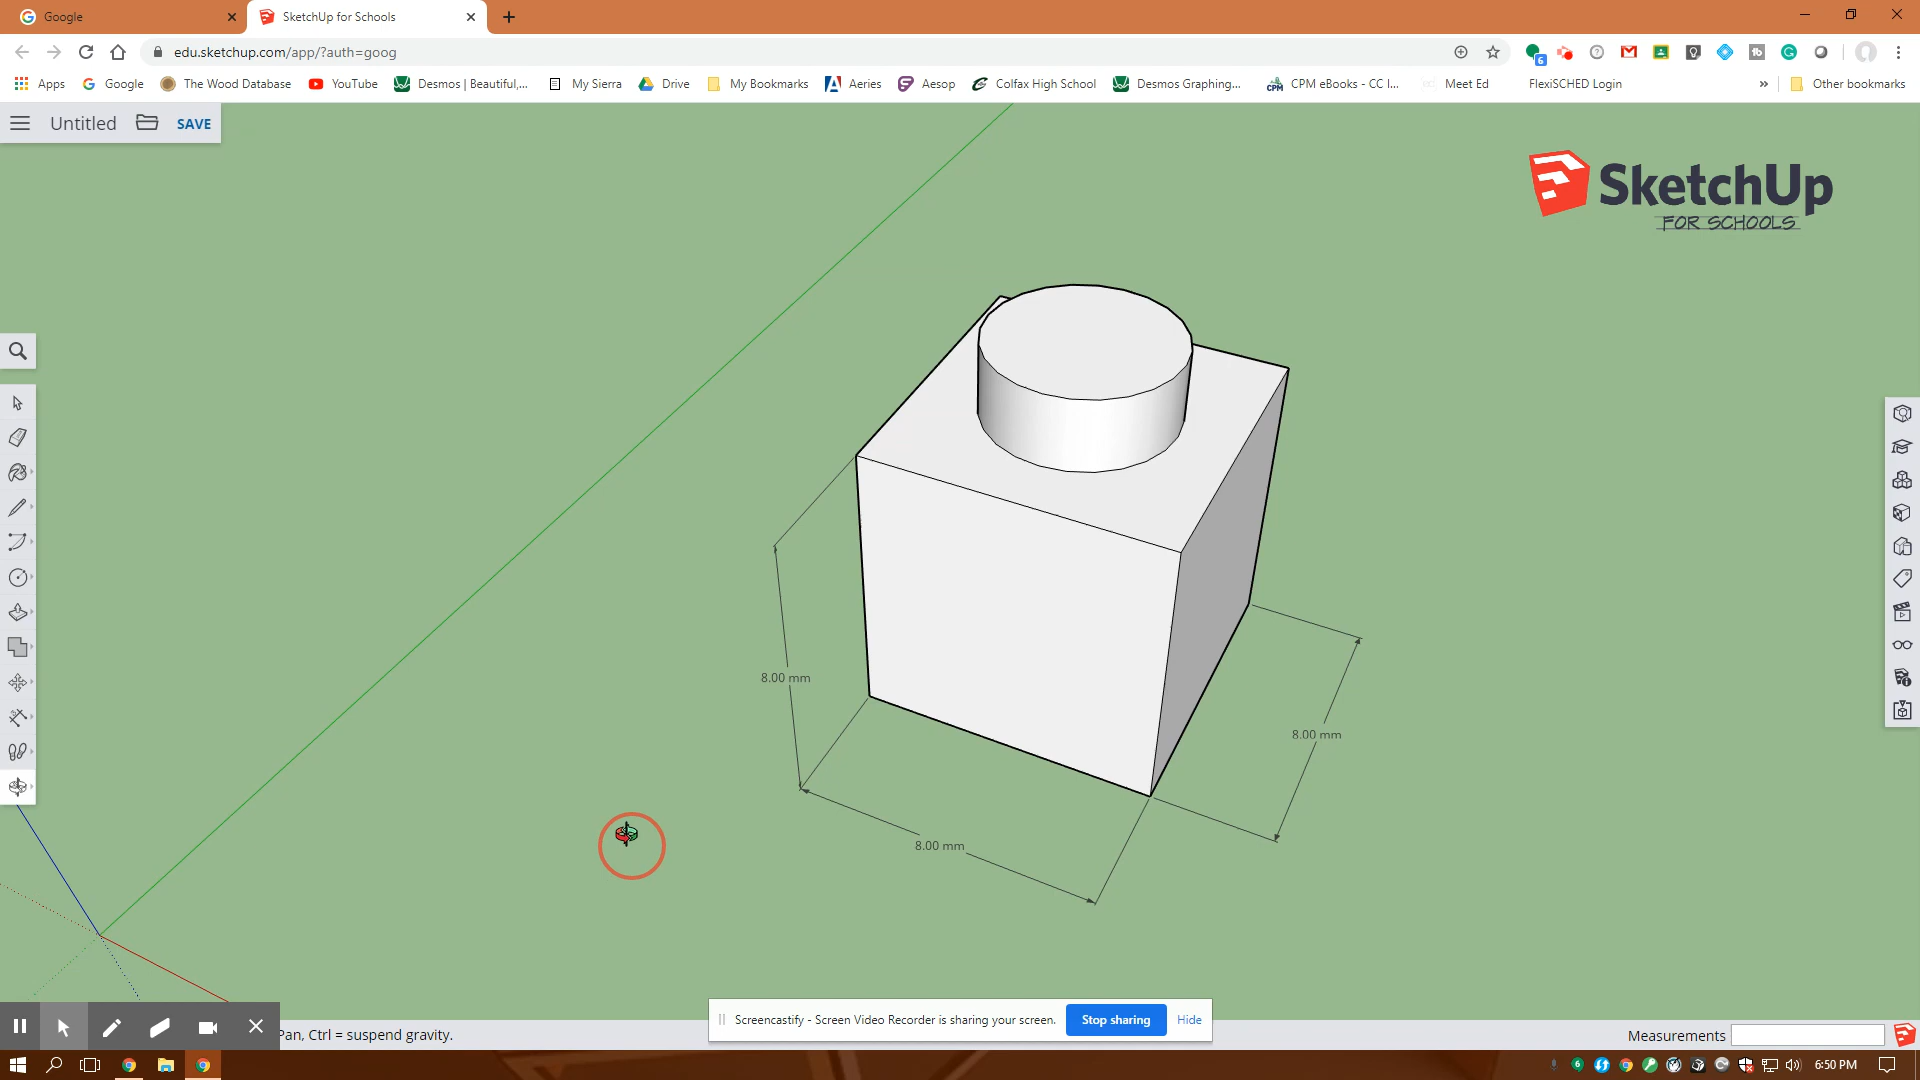 Google
SketchUp for Schools
edu.sketchup.com/app/?auth=goog
6
Apps
Google
The Wood Database
YouTube
Desmos | Beautiful,...
My Sierra
Drive
My Bookmarks
Aeries
Aesop
Colfax High School
Desmos Graphing...
CPM
CPM eBooks - CC I...
Meet Ed
FlexiSCHED Login
»
Other bookmarks
Untitled
SAVE
SketchUp
FOR SCHOOLS
8.00 mm
8.00 mm
8.00 mm
Pan, Ctrl = suspend gravity.
Screencastify - Screen Video Recorder is sharing your screen.
Stop sharing
Hide
Measurements
6:50 PM